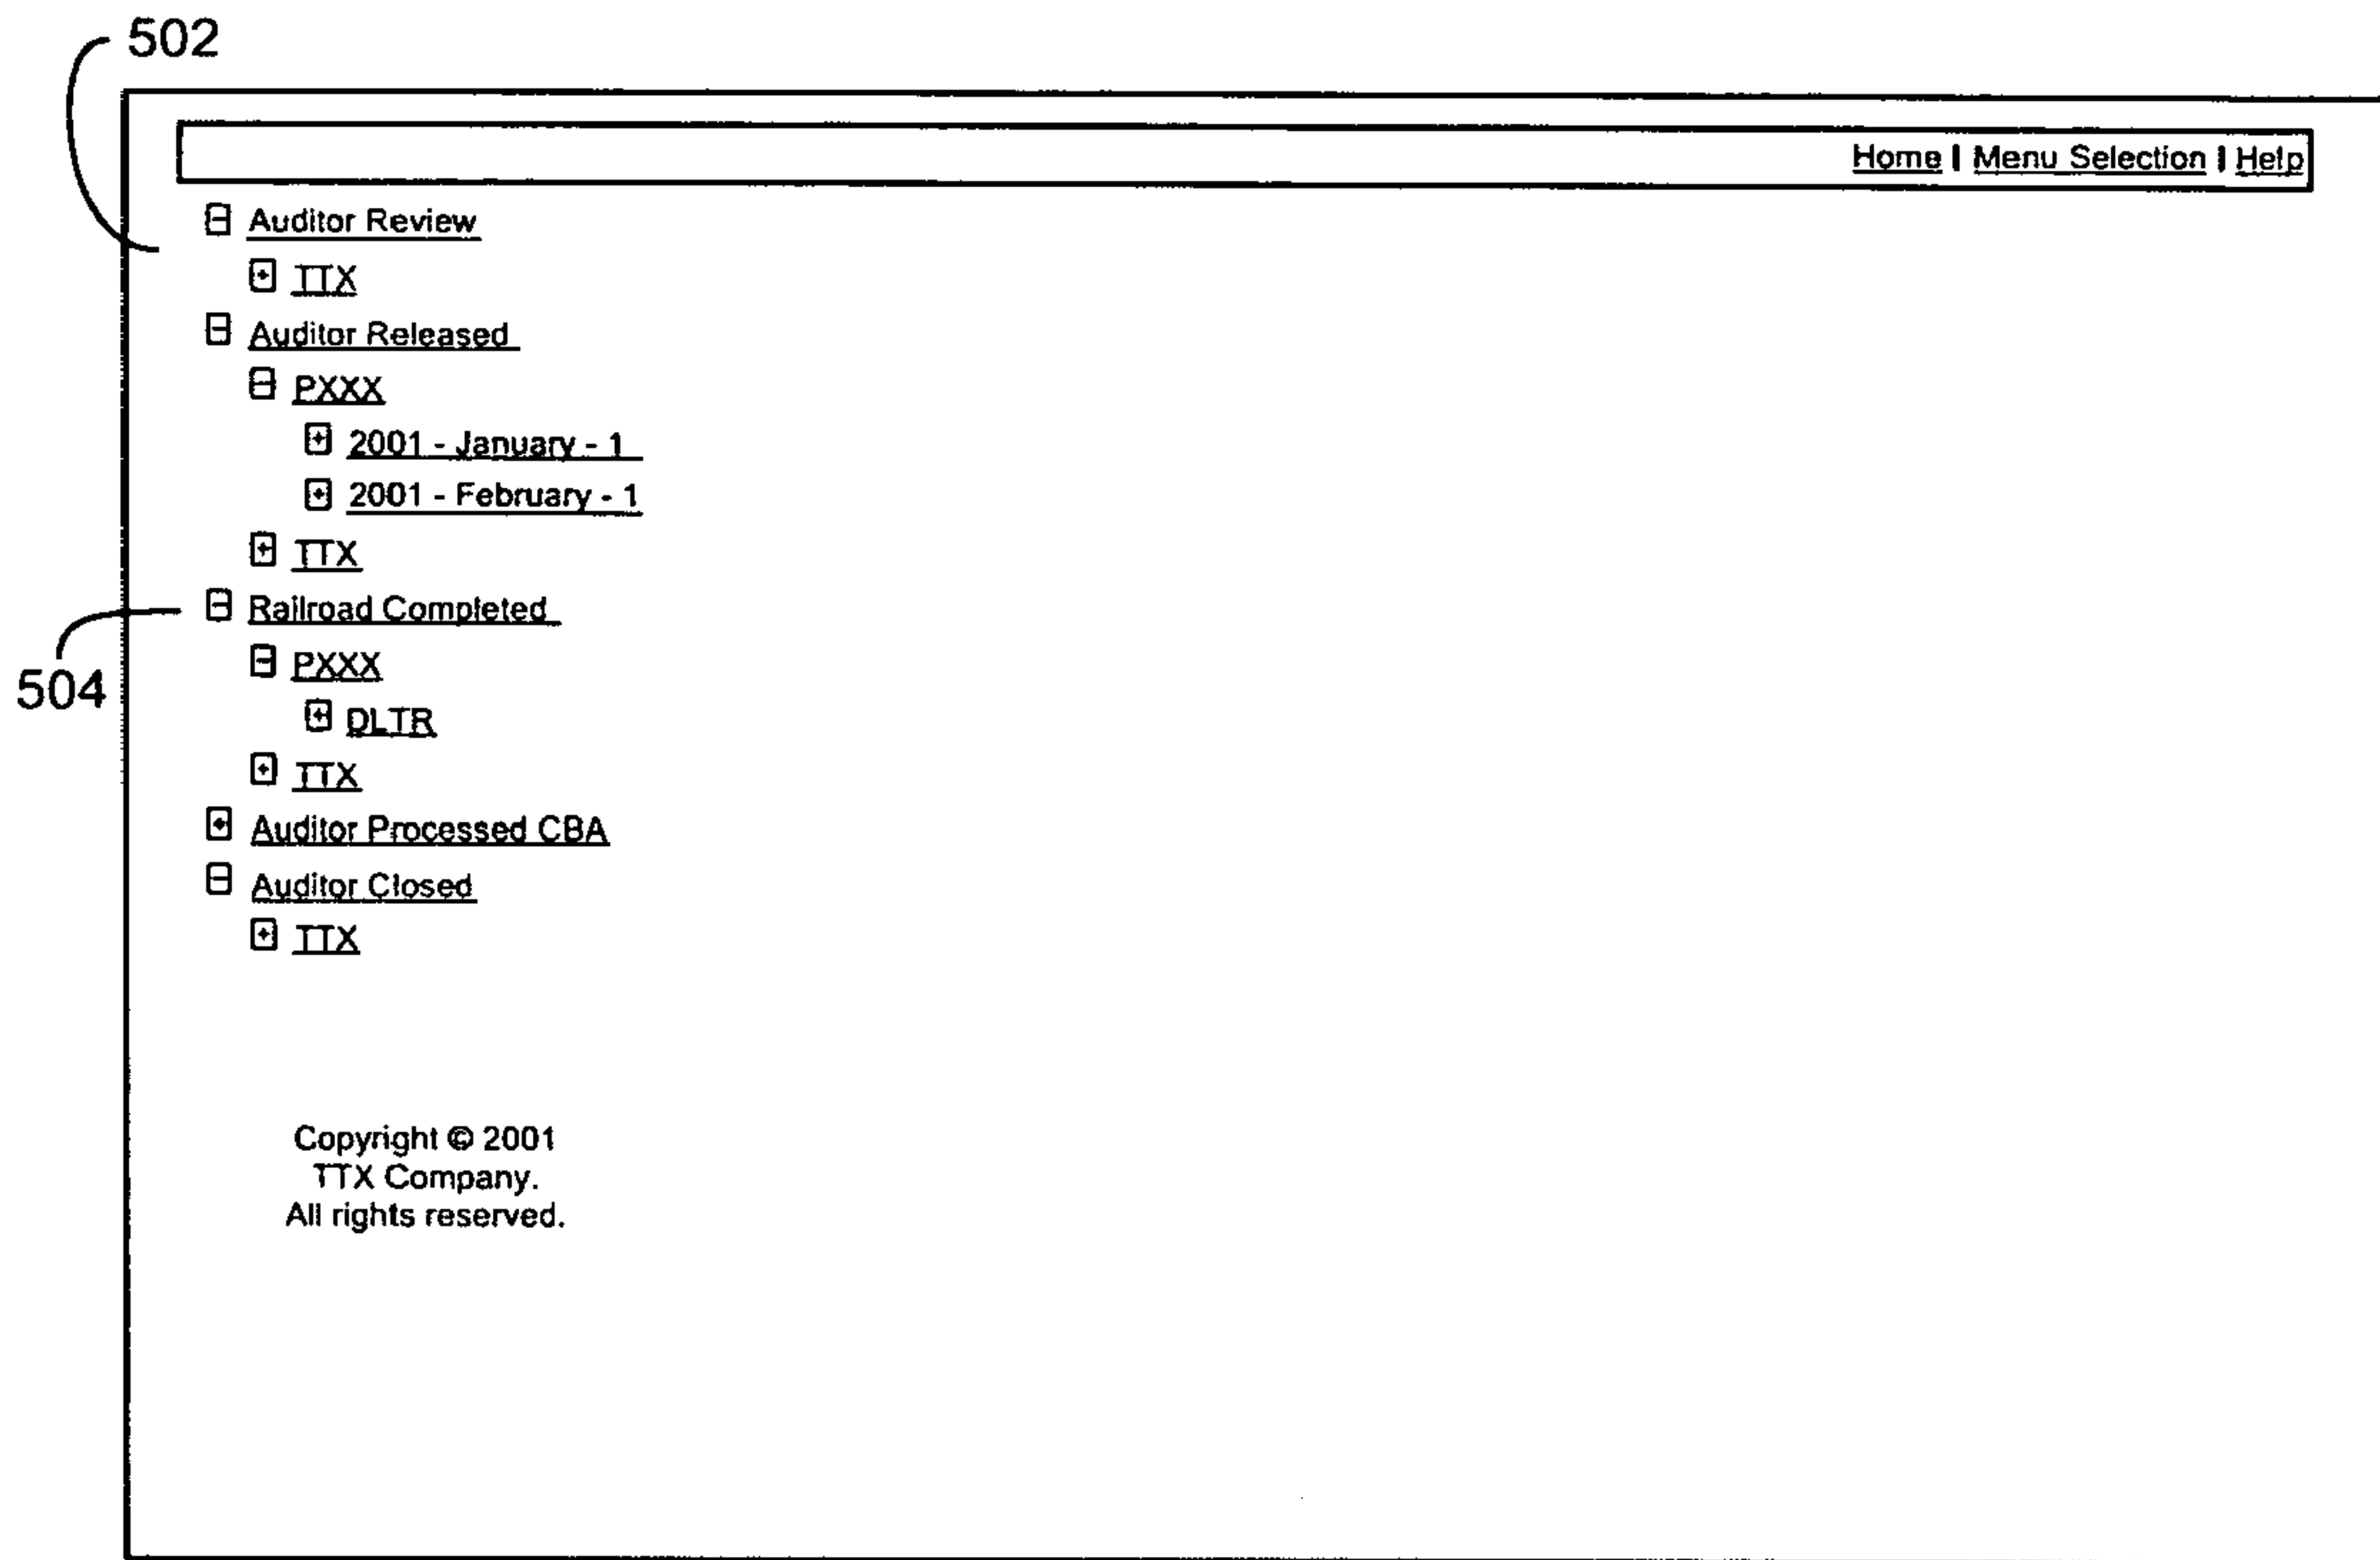 502
Home | Menu Selection | Help
Auditor Review
TTX
Auditor Released
PXXX
2001 - January - 1
2001 - February - 1
TTX
Railroad Completed
504
PXXX
DLTR
TTX
Auditor Processed CBA
Auditor Closed
TTX
Copyright © 2001
TTX Company.
All rights reserved.